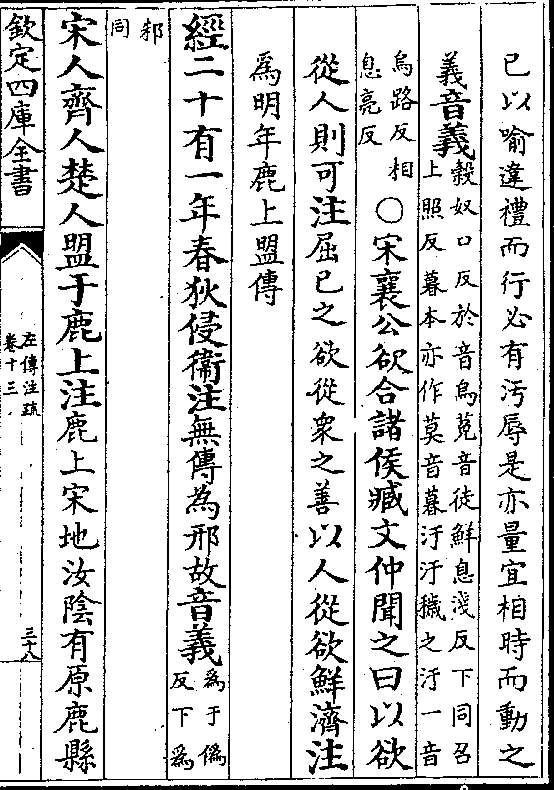 已以喻違禮而行必有汚辱是亦量宜相時而動之
義音義
穀奴口反於音烏菟音徒鮮息淺反下同召
上照反暮本亦作莫音暮汙汙穢之汙一音
烏路反相
息亮反
○宋襄公欲合諸侯臧文仲聞之曰以欲
從人則可注屈己之欲從衆之善以人從欲鮮濟注
爲明年鹿上盟傳
經二十有一年春狄侵衞注無傳為邢故音義
為于僞
反下為
邾
同
宋人齊人楚人盟于鹿上注鹿上宋地汝陰有原鹿縣
欽定四庫全書
左傳注疏
卷十三
三十八